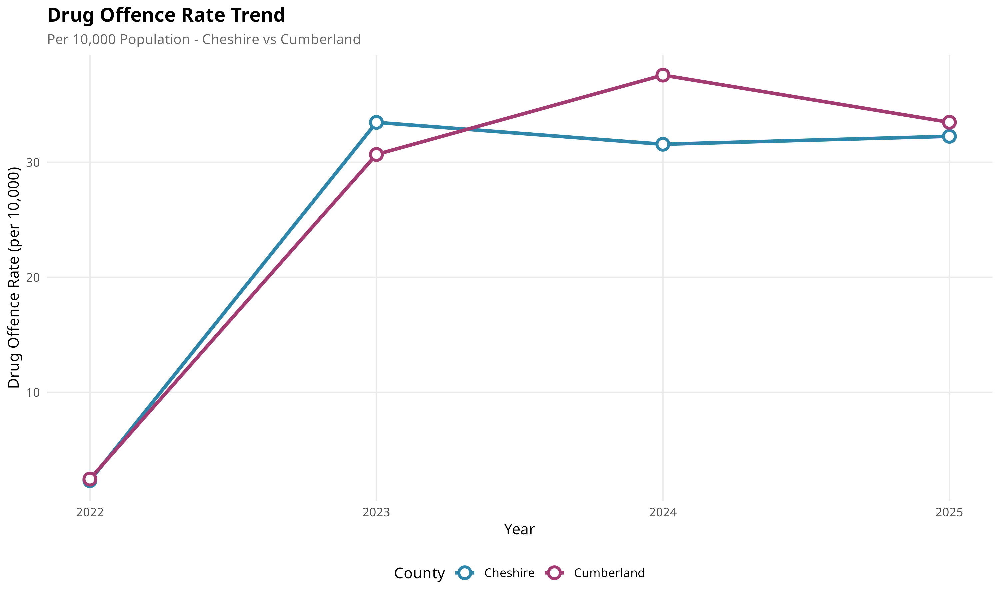 Drug Offence Rate Trend
Per 10,000 Population - Cheshire vs Cumberland
Drug Offence Rate (per 10,000)
30
20
10
2022
2023
2024
2025
Year
County
Cheshire
Cumberland